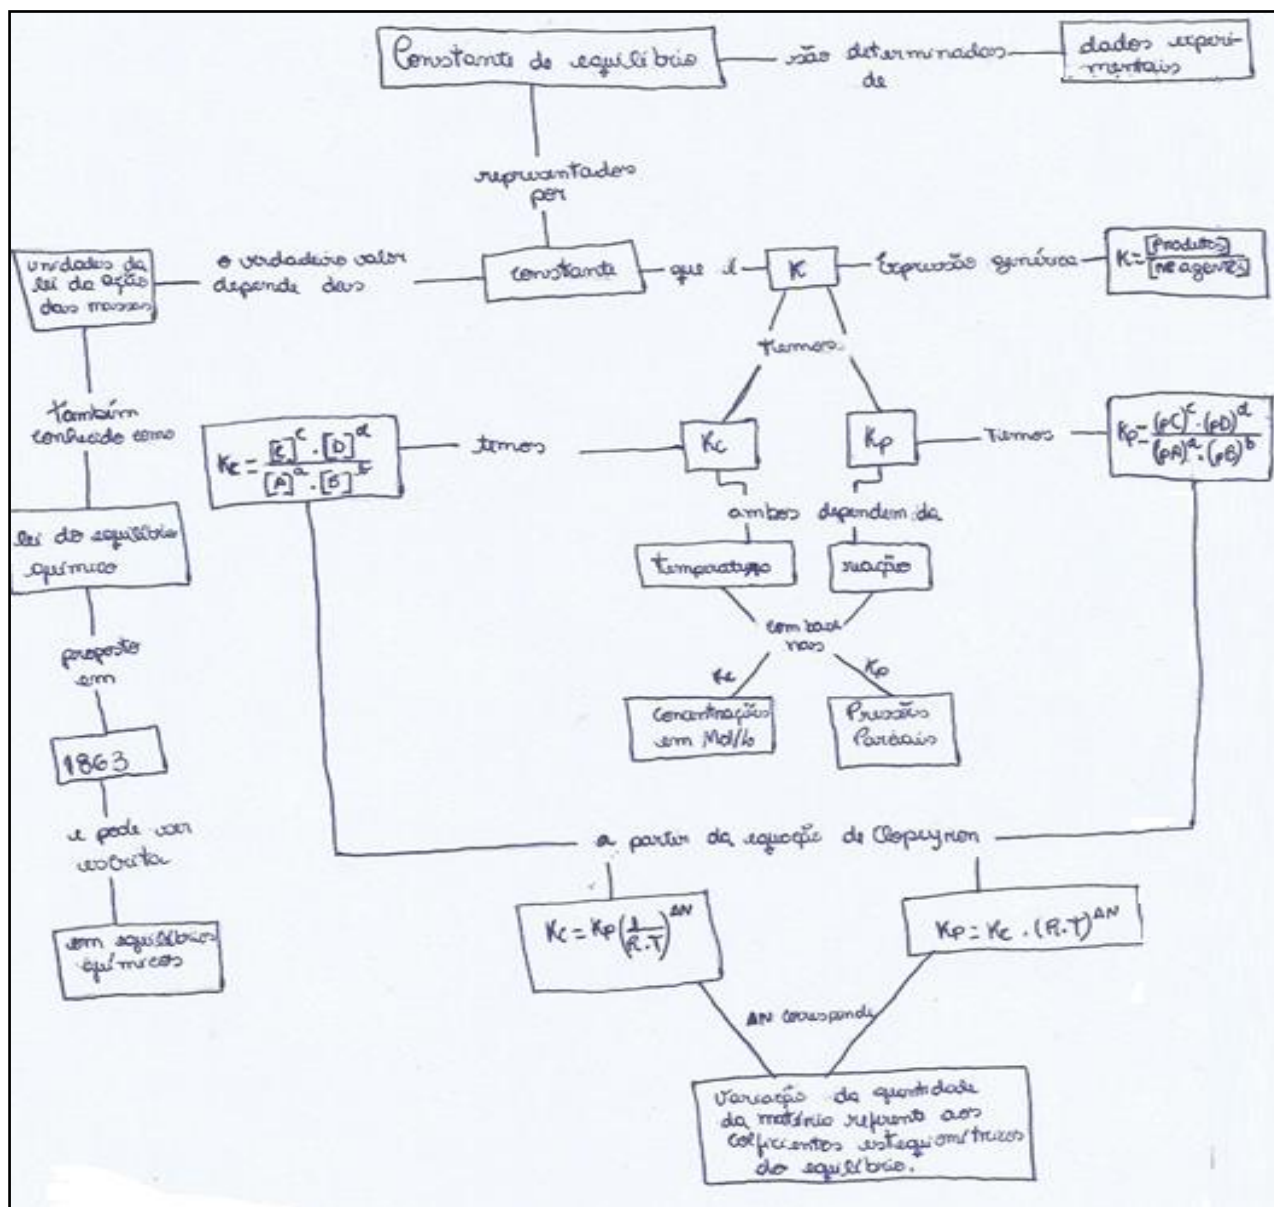 Constante de equilíbrio
são determinadas
de
dados experi-
mentais
representados
por
unidades da
lei da ação
das massas
o verdadeiro valor
depende das
constante
que é
K
Expressão genérica
K = [Produtos]
[reagentes]
Temos
também
conhecido como
Kc = [C]^c . [D]^d
[A]^a . [B]^b
temos
Kc
Kp
Temos
Kp = (pC)^c . (pD)^d
(pA)^a . (pB)^b
ambos dependem da
lei do equilíbrio
químico
temperatura
reação
com base
nas
proposto
em
Kc
Kp
Concentrações
em Mol/L
Pressões
Parciais
1863
e pode ser
escrita
a partir da equação de Clapeyron
em equilíbrios
químicos
Kc = Kp (1/R.T)^ΔN
Kp = Kc . (R.T)^ΔN
ΔN corresponde
Variação da quantidade
da matéria referente aos
coeficientes estequiométricos
do equilíbrio.